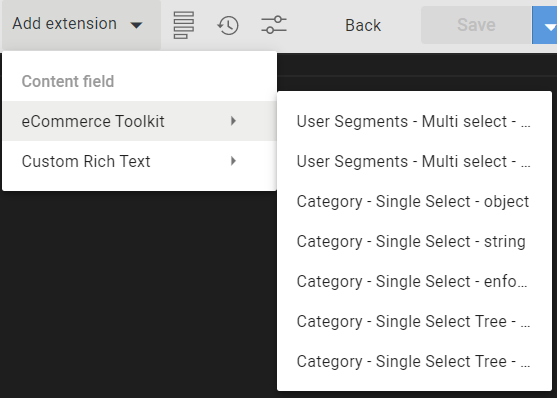 Add extension
Back
Save
Content field
eCommerce Toolkit
Custom Rich Text
User Segments - Multi select - ...
User Segments - Multi select - ...
Category - Single Select - object
Category - Single Select - string
Category - Single Select - enfo...
Category - Single Select Tree - ...
Category - Single Select Tree - ...